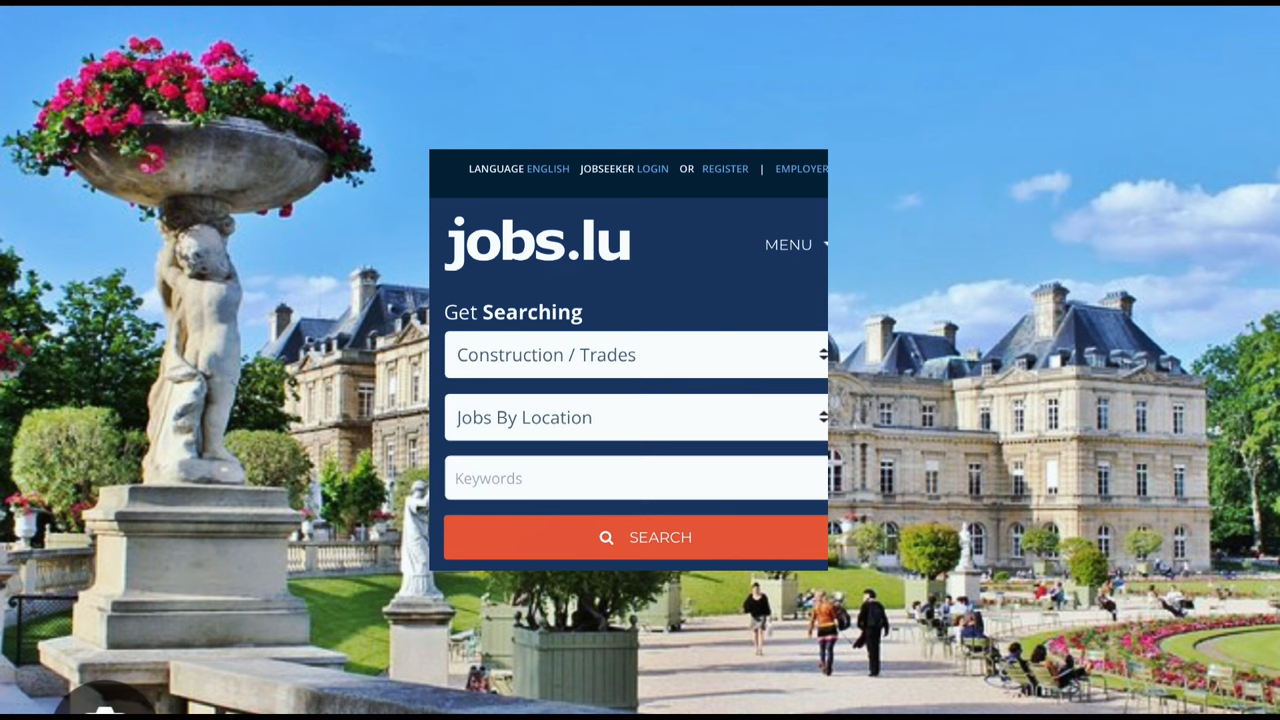 LANGUAGE ENGLISH JOBSEEKER LOGIN OR REGISTER | EMPLOYER
jobs.lu
MENU
Get Searching
Construction / Trades
Jobs By Location
Keywords
SEARCH